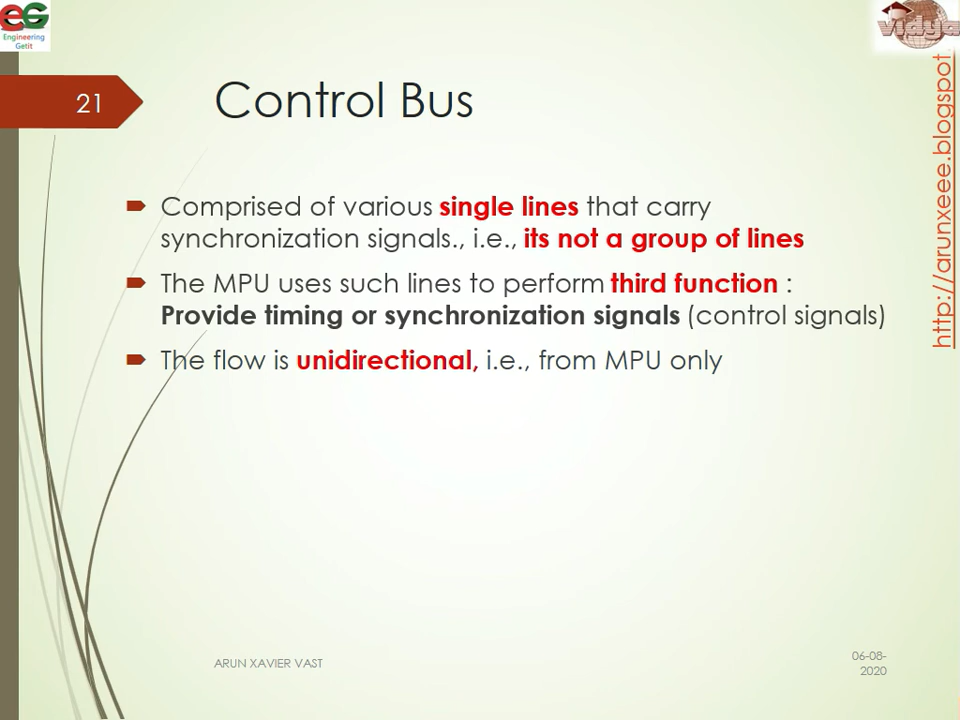 eG
Engineering
Getit
vidya
21
Control Bus
http://arunxeee.blogspot.
Comprised of various single lines that carry
synchronization signals., i.e., its not a group of lines
The MPU uses such lines to perform third function :
Provide timing or synchronization signals (control signals)
The flow is unidirectional, i.e., from MPU only
ARUN XAVIER VAST
06-08-
2020